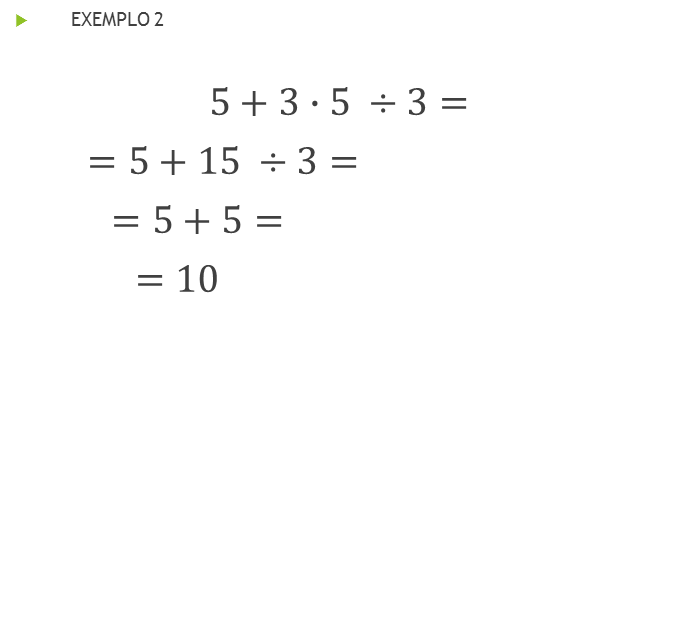 EXEMPLO 2
5 + 3 · 5 ÷ 3 =
= 5 + 15 ÷ 3 =
= 5 + 5 =
= 10